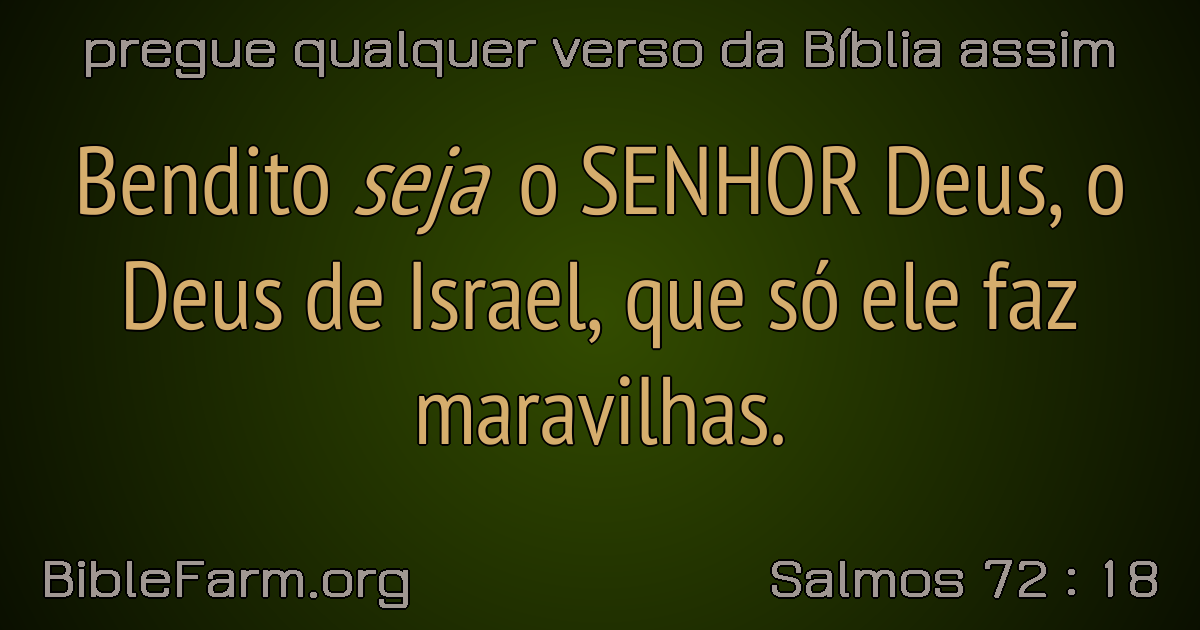 pregue qualquer verso da Bíblia assim
Bendito seja o SENHOR Deus, o
Deus de Israel, que só ele faz
maravilhas.
BibleFarm.org
Salmos 72 : 18